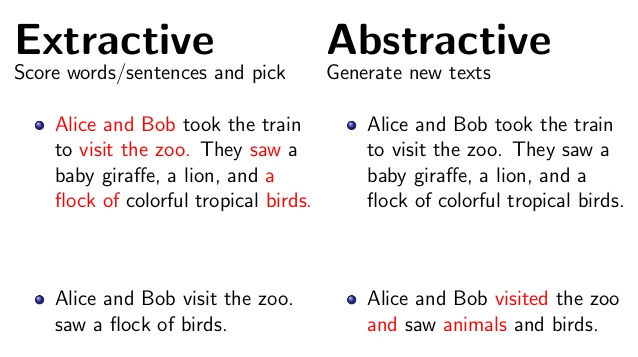 Extractive
Score words/sentences and pick
Alice and Bob took the train
to visit the zoo. They saw a
baby giraffe, a lion, and a
flock of colorful tropical birds.
Alice and Bob visit the zoo.
saw a flock of birds.
Abstractive
Generate new texts
Alice and Bob took the train
to visit the zoo. They saw a
baby giraffe, a lion, and a
flock of colorful tropical birds.
Alice and Bob visited the zoo
and saw animals and birds.